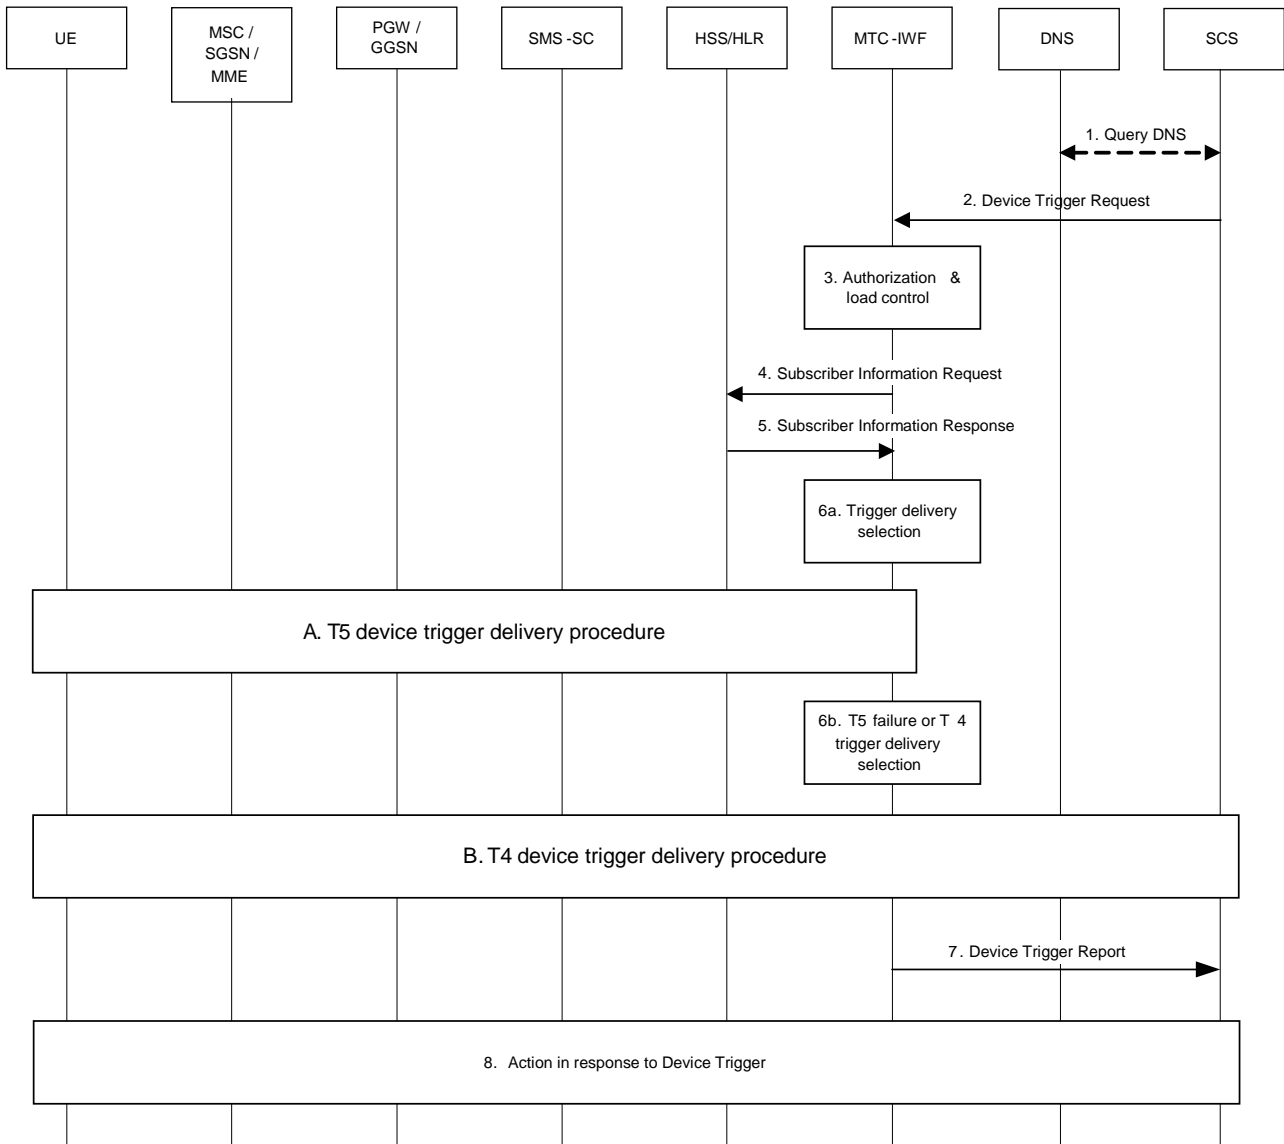 UE
MSC /
SGSN /
MME
PGW /
GGSN
SMS -SC
HSS/HLR
MTC -IWF
DNS
SCS
1. Query DNS
2. Device Trigger Request
3. Authorization &
load control
4. Subscriber Information Request
5. Subscriber Information Response
6a. Trigger delivery
selection
A. T5 device trigger delivery procedure
6b. T5 failure or T 4
trigger delivery
selection
B. T4 device trigger delivery procedure
7. Device Trigger Report
8. Action in response to Device Trigger